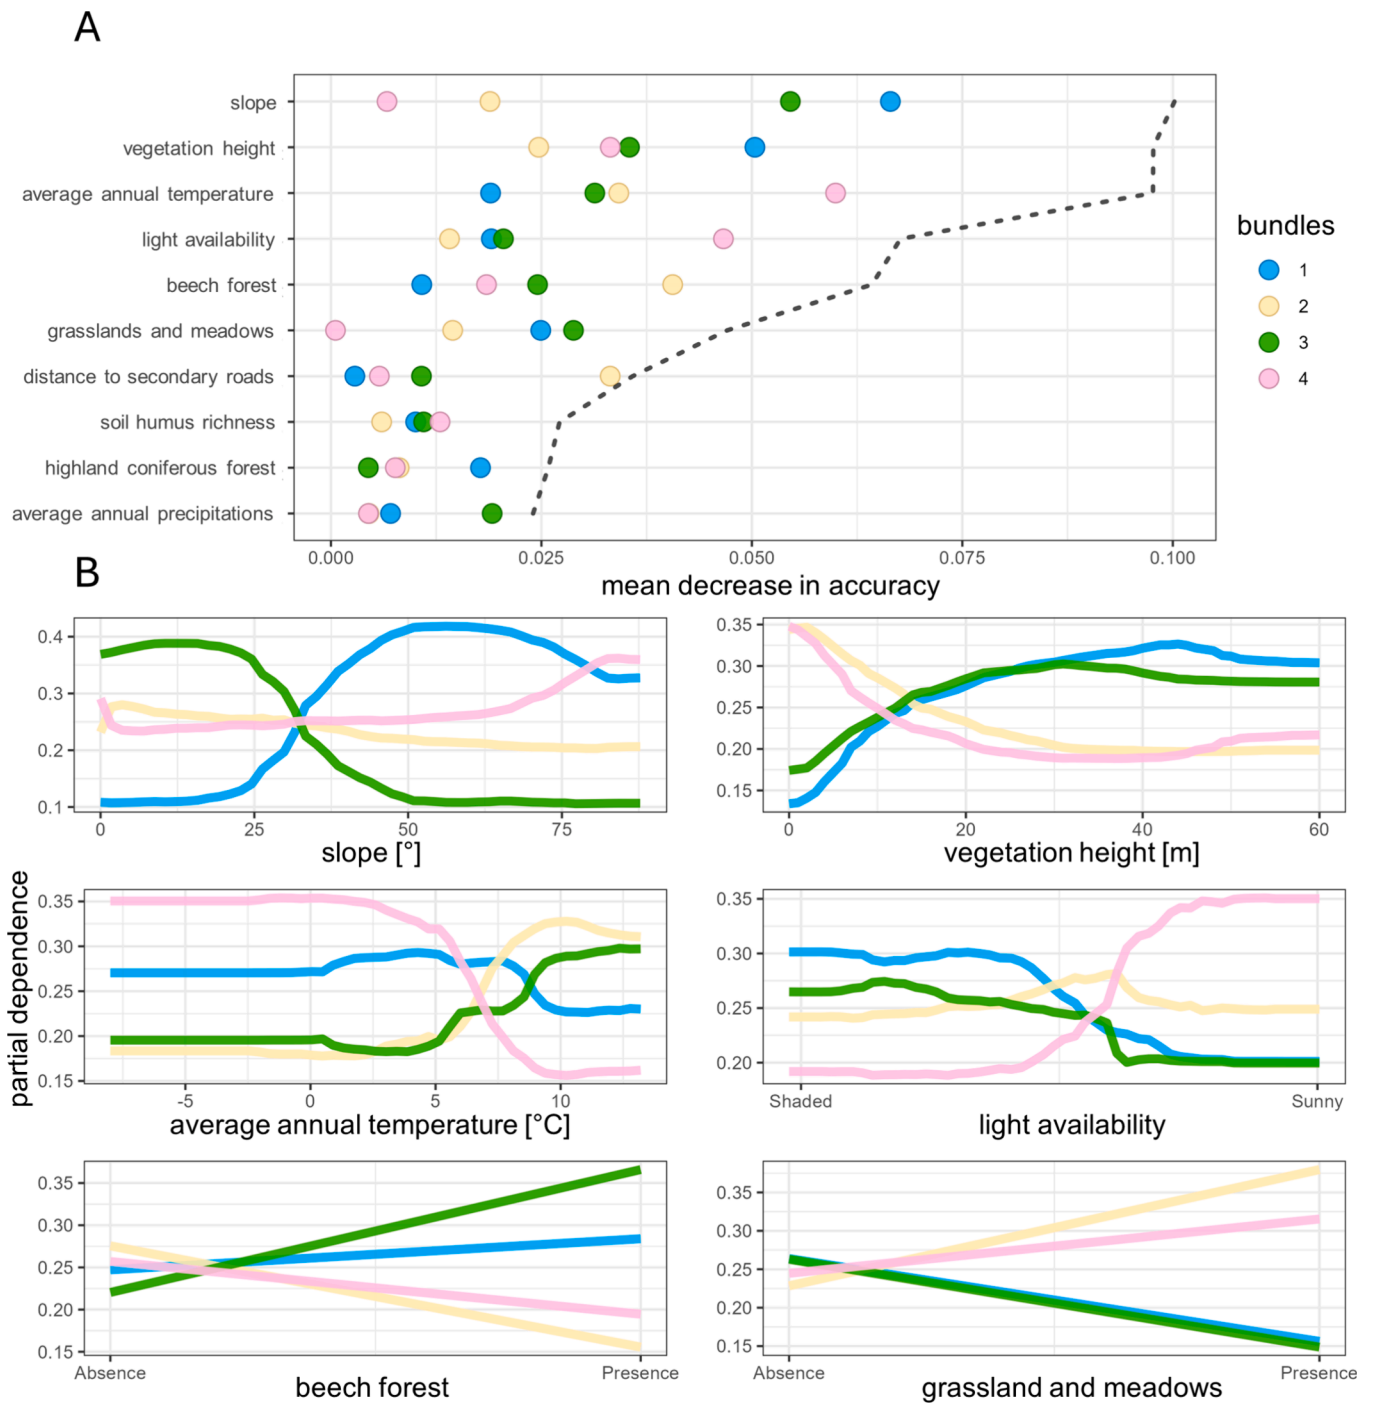 A
slope
vegetation height
average annual temperature
light availability
beech forest
grasslands and meadows
distance to secondary roads
soil humus richness
highland coniferous forest
average annual precipitations
0.000 0.025 0.050 0.075 0.100
mean decrease in accuracy
bundles
1
2
3
4
B
partial dependence
0.4
0.3
0.2
0.1
0 25 50 75
slope [°]
0.35
0.30
0.25
0.20
0.15
0 20 40 60
vegetation height [m]
0.35
0.30
0.25
0.20
0.15
-5 0 5 10
average annual temperature [°C]
0.35
0.30
0.25
0.20
Shaded Sunny
light availability
0.35
0.30
0.25
0.20
0.15
Absence Presence
beech forest
0.35
0.30
0.25
0.20
0.15
Absence Presence
grassland and meadows